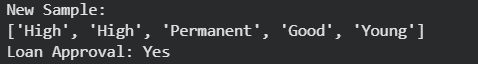 New Sample:
['High', 'High', 'Permanent', 'Good', 'Young']
Loan Approval: Yes